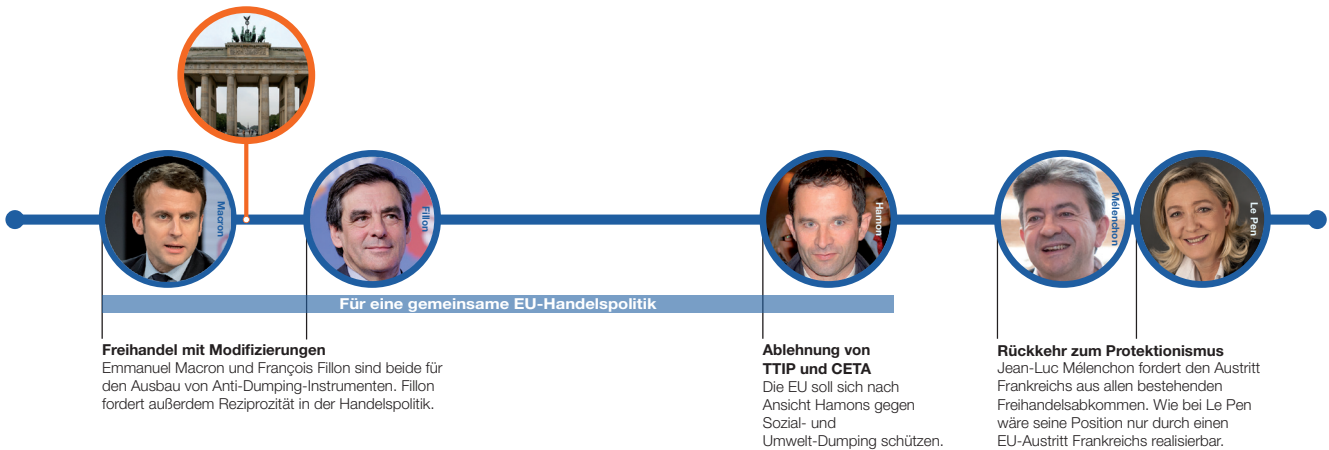 Macron
Fillon
Hamon
Mélenchon
Le Pen
Für eine gemeinsame EU-Handelspolitik
Freihandel mit Modifizierungen
Emmanuel Macron und François Fillon sind beide für
den Ausbau von Anti-Dumping-Instrumenten. Fillon
fordert außerdem Reziprozität in der Handelspolitik.
Ablehnung von
TTIP und CETA
Die EU soll sich nach
Ansicht Hamons gegen
Sozial- und
Umwelt-Dumping schützen.
Rückkehr zum Protektionismus
Jean-Luc Mélenchon fordert den Austritt
Frankreichs aus allen bestehenden
Freihandelsabkommen. Wie bei Le Pen
wäre seine Position nur durch einen
EU-Austritt Frankreichs realisierbar.